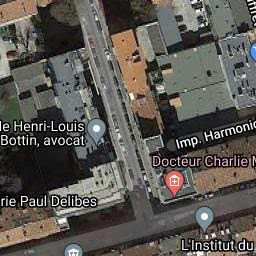 le Henri-Louis
Bottin, avocat
Imp. Harmonie
Docteur Charlie M
rie Paul Delibes
L'Institut du